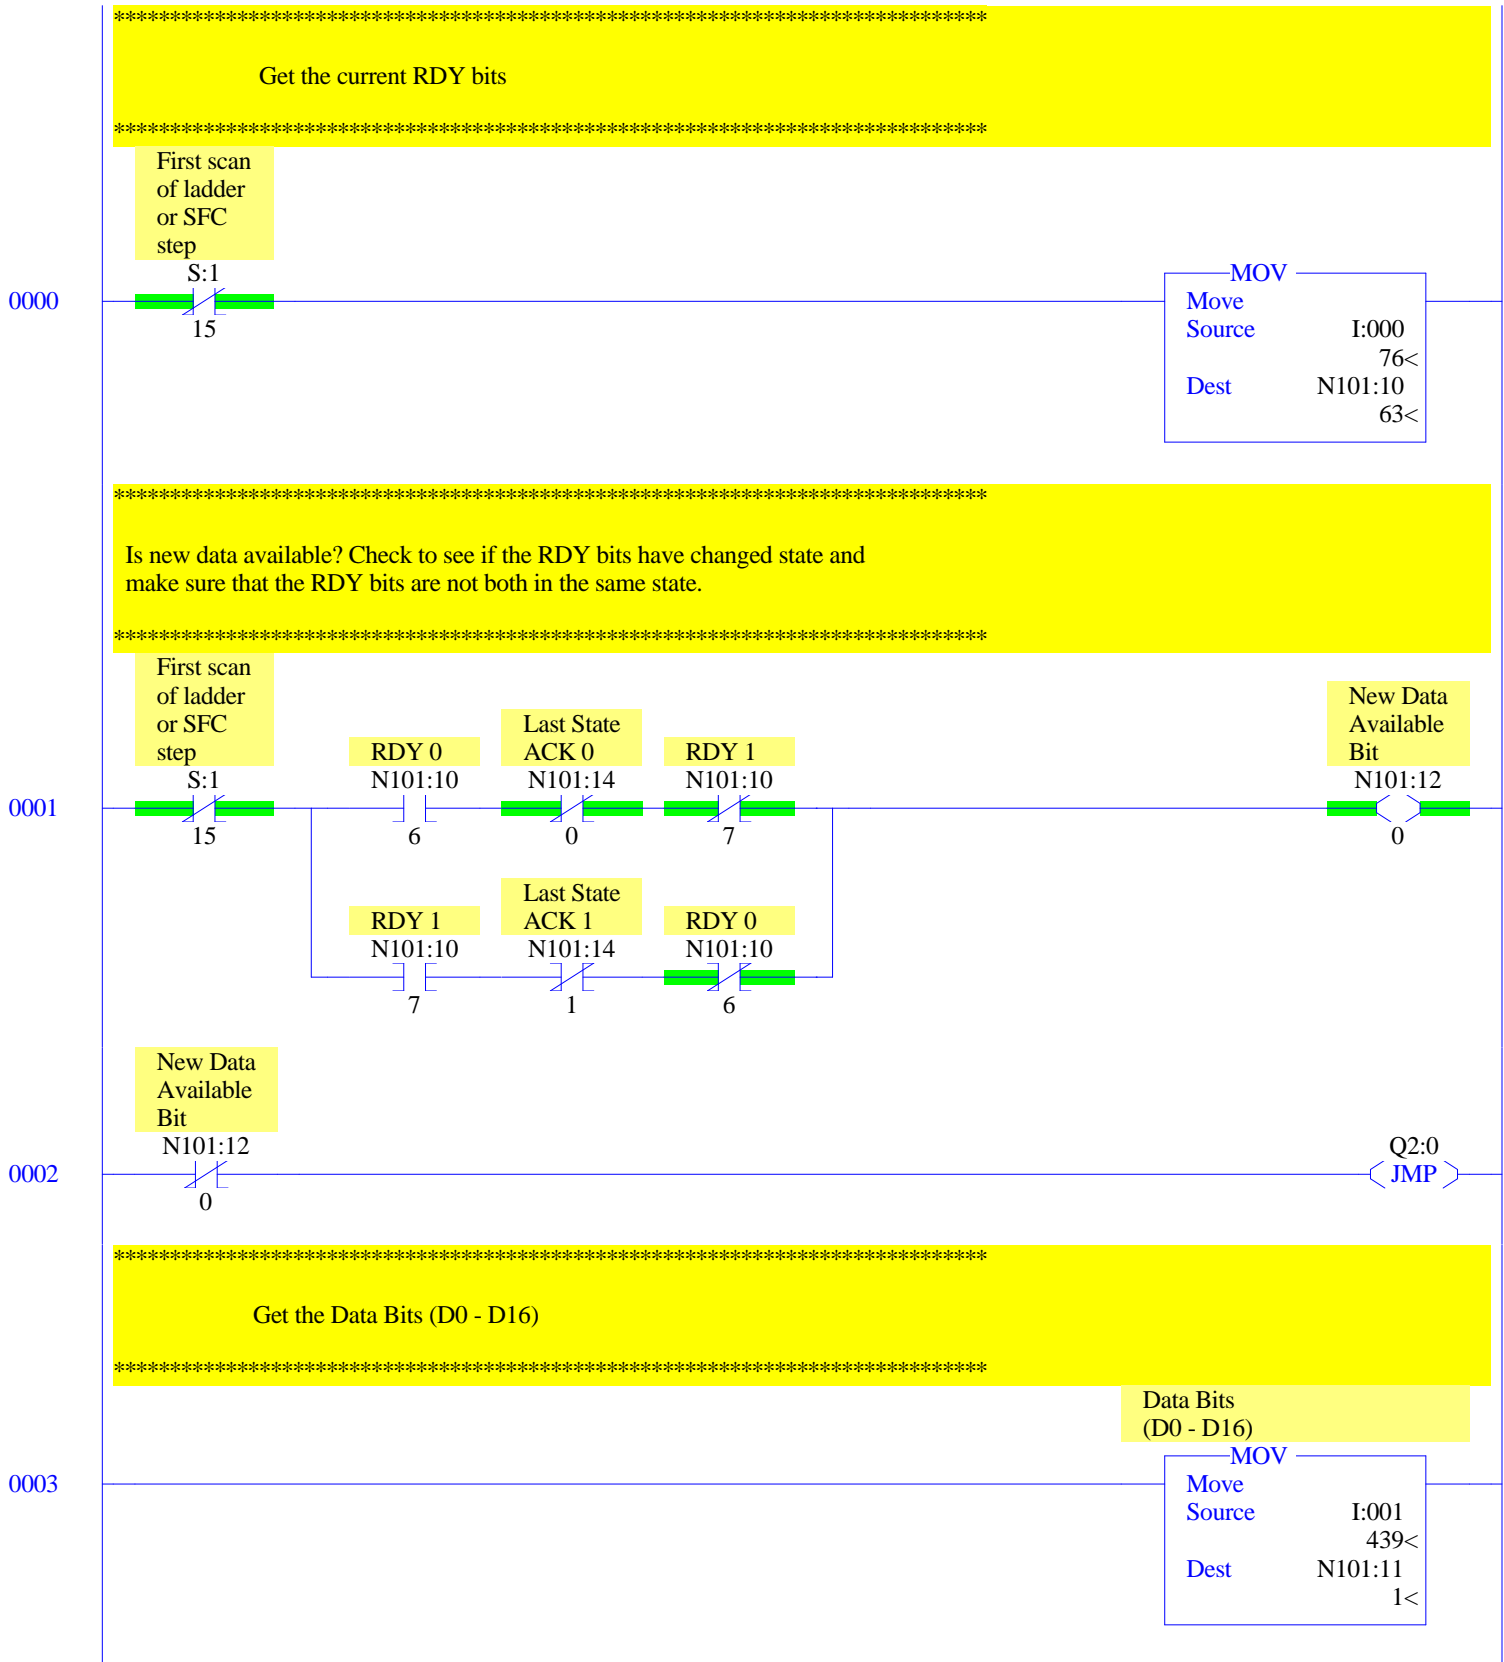 ******************************************************************************
Get the current RDY bits
******************************************************************************
First scan
of ladder
or SFC
step
S:1
15
0000
MOV
Move
Source I:000
76<
Dest N101:10
63<
******************************************************************************
Is new data available? Check to see if the RDY bits have changed state and
make sure that the RDY bits are not both in the same state.
******************************************************************************
First scan
of ladder
or SFC
step
S:1
15
0001
RDY 0
N101:10
6
Last State
ACK 0
N101:14
0
RDY 1
N101:10
7
New Data
Available
Bit
N101:12
0
RDY 1
N101:10
7
Last State
ACK 1
N101:14
1
RDY 0
N101:10
6
New Data
Available
Bit
N101:12
0
0002
Q2:0
JMP
******************************************************************************
Get the Data Bits (D0 - D16)
******************************************************************************
Data Bits
(D0 - D16)
0003
MOV
Move
Source I:001
439<
Dest N101:11
1<